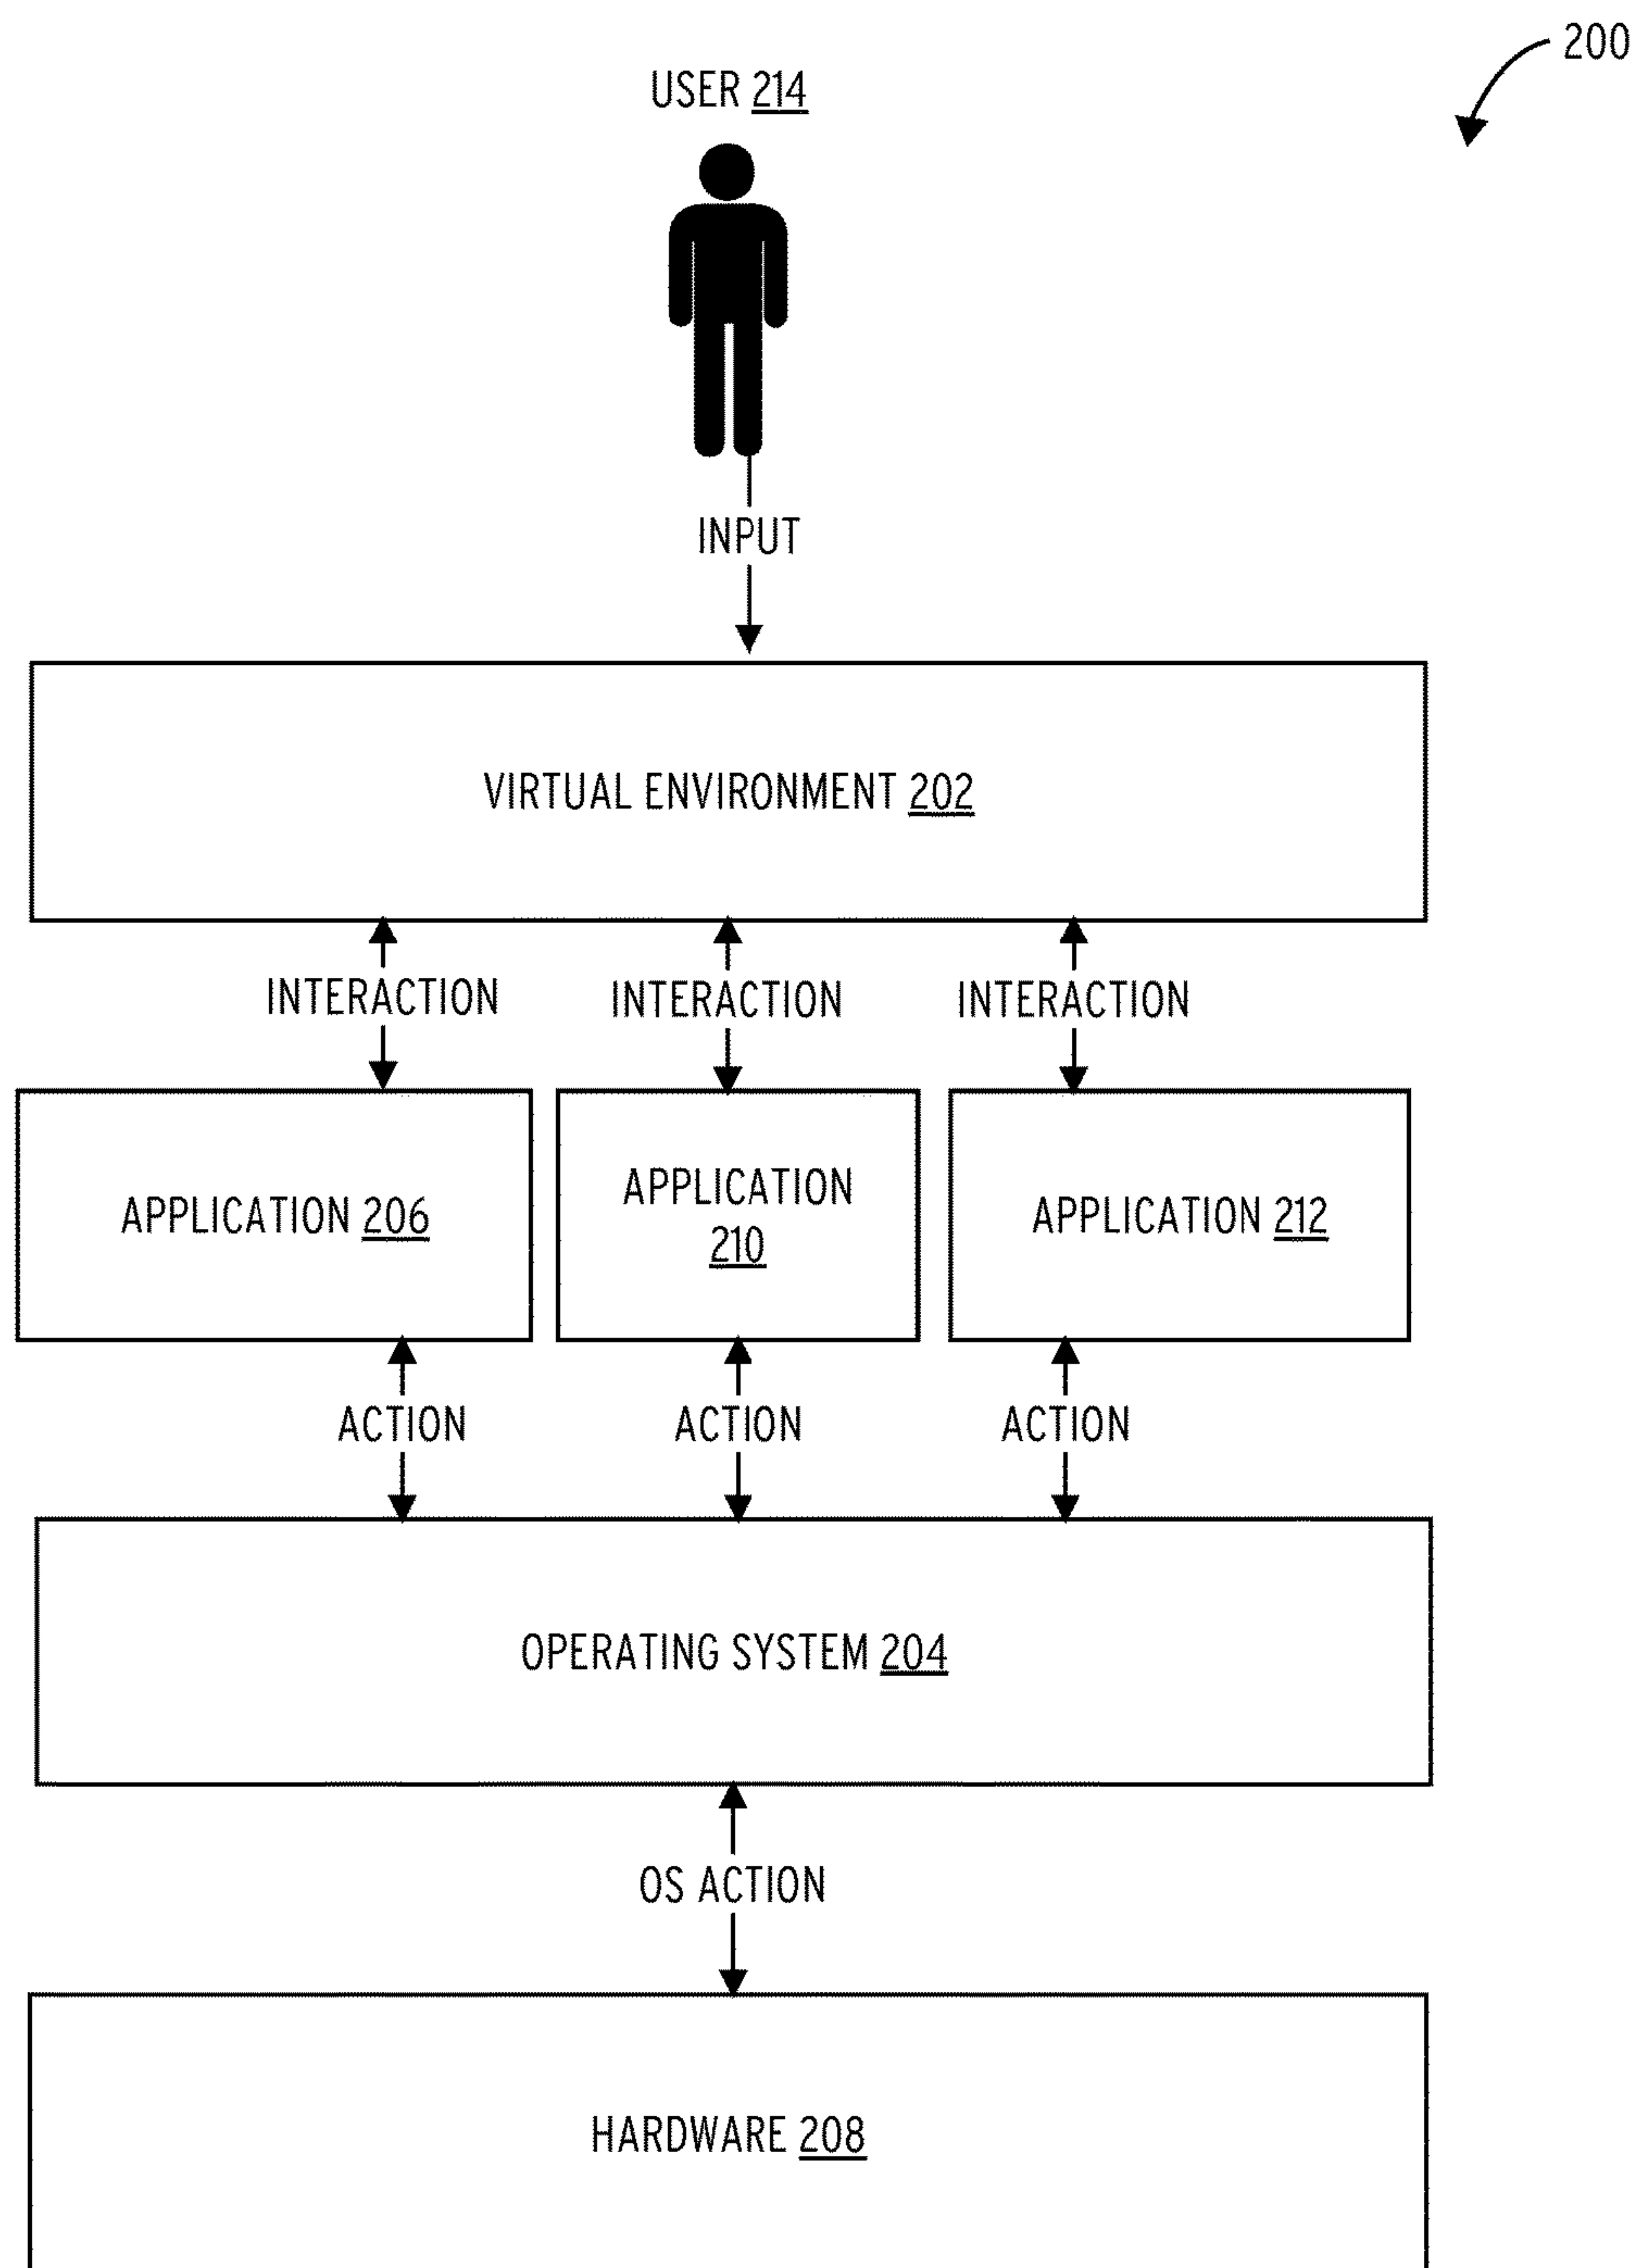 200
USER 214
INPUT
VIRTUAL ENVIRONMENT 202
INTERACTION
INTERACTION
INTERACTION
APPLICATION 206
APPLICATION
210
APPLICATION 212
ACTION
ACTION
ACTION
OPERATING SYSTEM 204
OS ACTION
HARDWARE 208